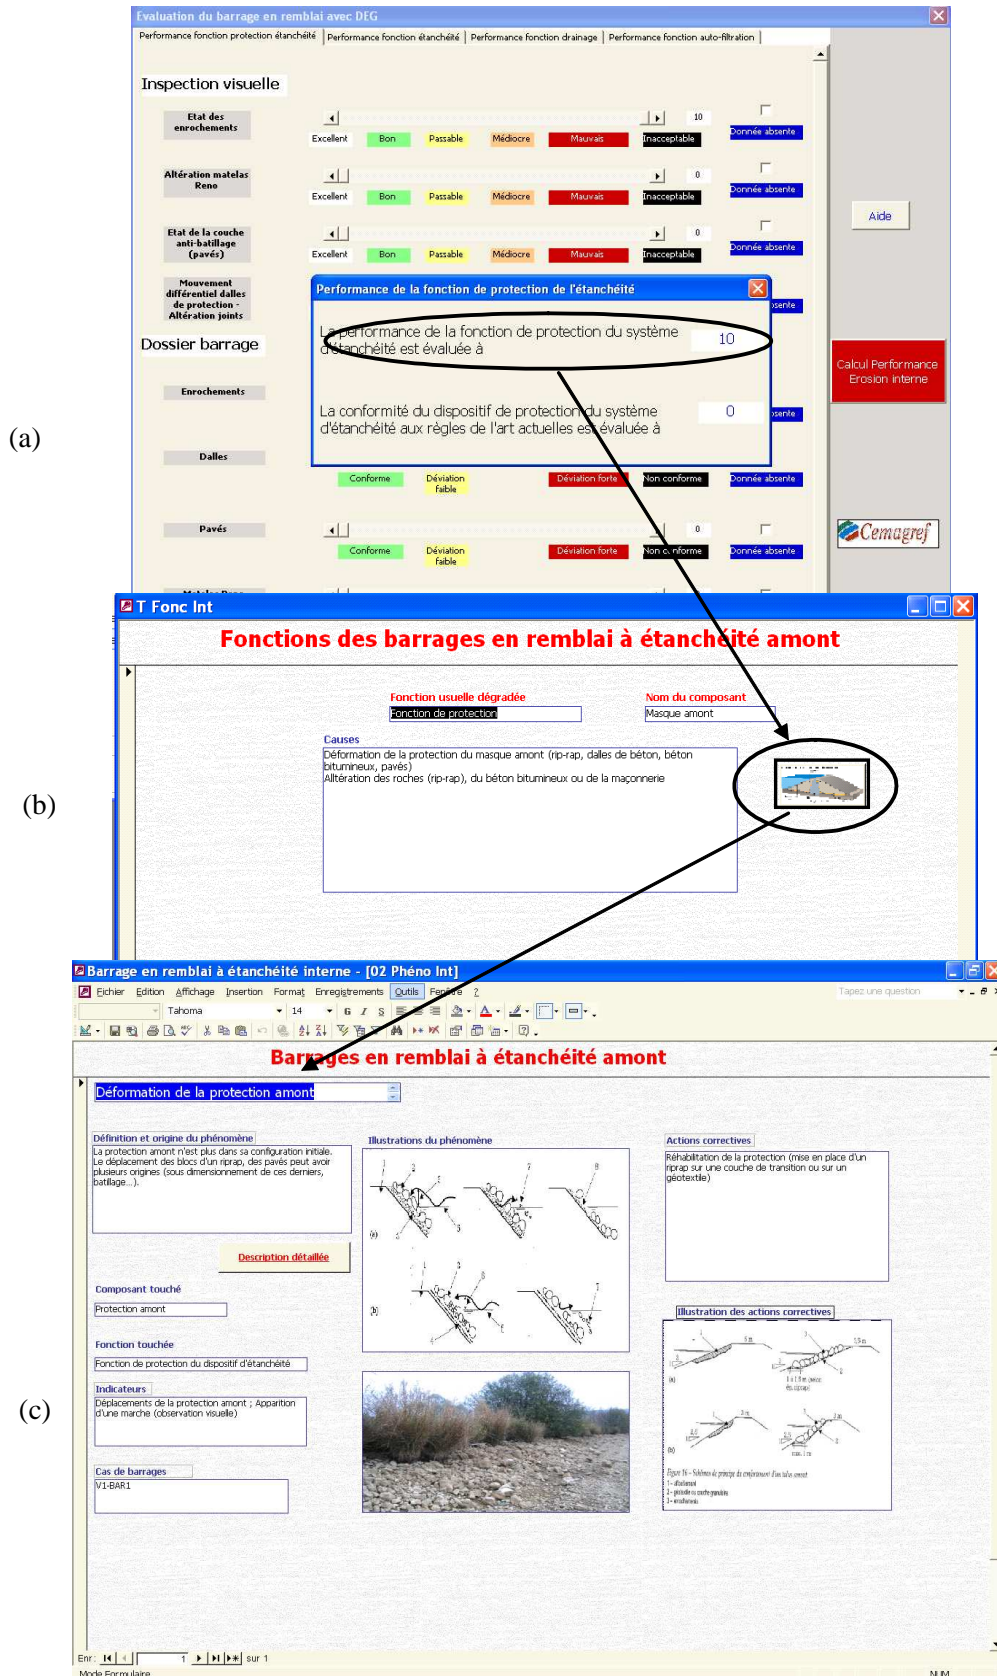 Evaluation du barrage en remblai avec DEG
Performance fonction protection étanchéité | Performance fonction étanchéité | Performance fonction drainage | Performance fonction auto-filtration
Inspection visuelle
Etat des
enrochements
10
Excellent Bon Passable Médiocre Mauvais Inacceptable Donnée absente
Altération matelas
Reno
0
Excellent Bon Passable Médiocre Mauvais Inacceptable Donnée absente
Aide
Etat de la couche
anti-batillage
(pavés)
0
Excellent Bon Passable Médiocre Mauvais Inacceptable Donnée absente
Mouvement
différentiel dalles
de protection -
Altération joints
Performance de la fonction de protection de l'étanchéité
La performance de la fonction de protection du système
d'étanchéité est évaluée à
10
Dossier barrage
Calcul Performance
Erosion interne
Enrochements
La conformité du dispositif de protection du système
d'étanchéité aux règles de l'art actuelles est évaluée à
0
(a)
Dalles
Conforme Déviation
faible
Déviation forte Non conforme Donnée absente
Pavés
0
Cemagref
Conforme Déviation
faible
Déviation forte Non conforme Donnée absente
T Fonc Int
Fonctions des barrages en remblai à étanchéité amont
Fonction usuelle dégradée
Nom du composant
Fonction de protection
Masque amont
Causes
Déformation de la protection du masque amont (rip-rap, dalles de béton, béton
bitumineux, pavés)
Altération des roches (rip-rap), du béton bitumineux ou de la maçonnerie
(b)
Barrage en remblai à étanchéité interne - [02 Phéno Int]
Fichier Edition Affichage Insertion Format Enregistrements Outils Fenêtre ?
Tapez une question
Tahoma 14 G I S
Barrages en remblai à étanchéité amont
Déformation de la protection amont
Définition et origine du phénomène
La protection amont n'est plus dans sa configuration initiale.
Le déplacement des blocs d'un riprap, des pavés peut avoir
plusieurs origines (sous dimensionnement de ces derniers,
batillage...).
Description détaillée
Composant touché
Protection amont
Fonction touchée
Fonction de protection du dispositif d'étanchéité
Indicateurs
Déplacements de la protection amont ; Apparition
d'une marche (observation visuelle)
Cas de barrages
V1-BAR1
Illustrations du phénomène
(a)
(b)
Actions correctives
Réhabilitation de la protection (mise en place d'un
riprap sur une couche de transition ou sur un
géotextile)
Illustration des actions correctives
(a)
(b)
Figure 16 - Schémas de principe du confortement d'un talus amont
3 - enrochements
(c)
Enr: 1 sur 1
Mode Formulaire
NUM